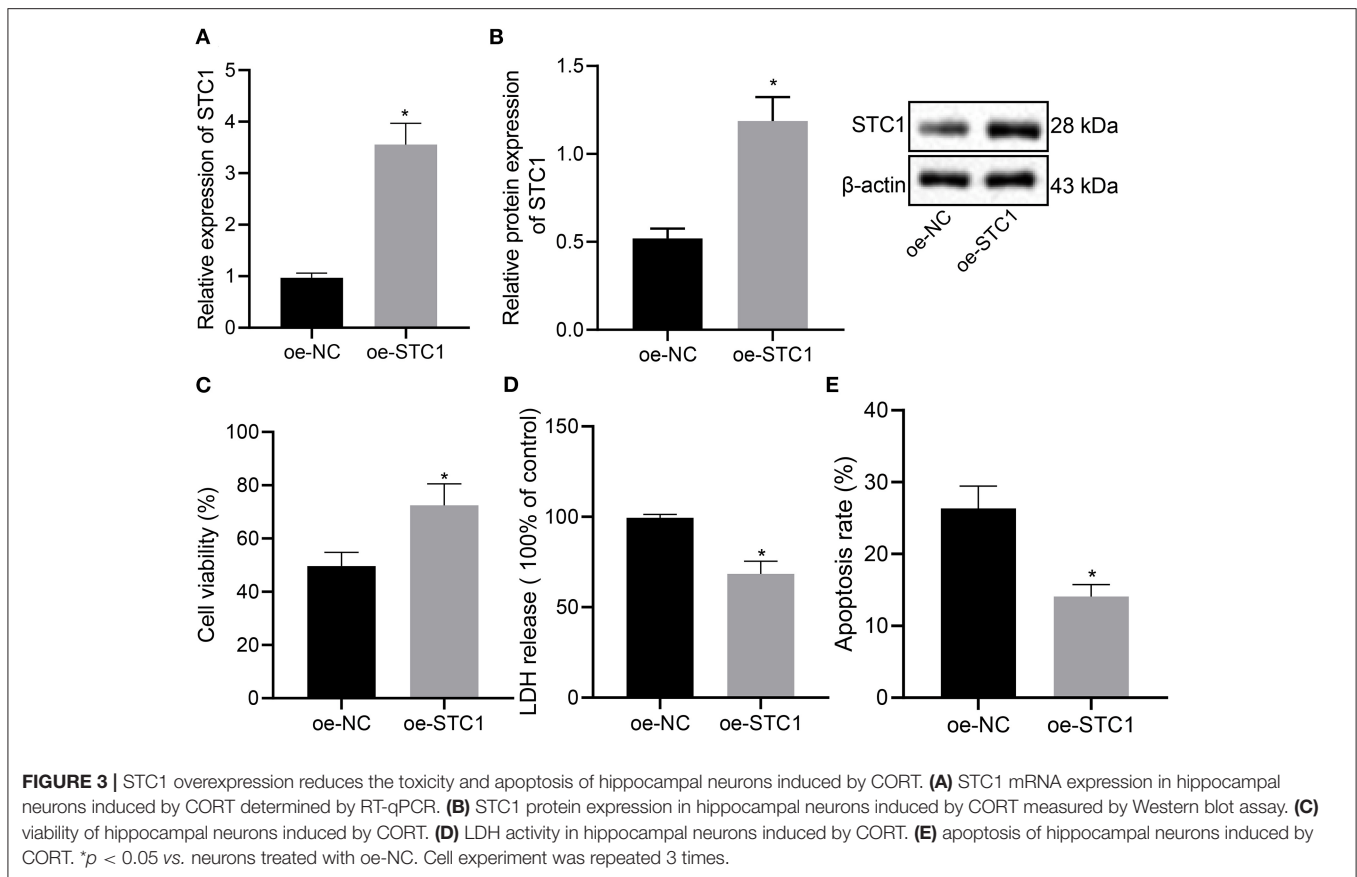 A
Relative expression of STC1
5
4
3
2
1
0
*
oe-NC
oe-STC1
B
Relative protein expression
of STC1
1.5
1.0
0.5
0.0
*
oe-NC
oe-STC1
STC1
28 kDa
β-actin
43 kDa
oe-NC
oe-STC1
C
Cell viability (%)
100
80
60
40
20
0
*
oe-NC
oe-STC1
D
LDH release ( 100% of control)
150
100
50
0
*
oe-NC
oe-STC1
E
Apoptosis rate (%)
40
30
20
10
0
*
oe-NC
oe-STC1
FIGURE 3 | STC1 overexpression reduces the toxicity and apoptosis of hippocampal neurons induced by CORT. (A) STC1 mRNA expression in hippocampal
neurons induced by CORT determined by RT-qPCR. (B) STC1 protein expression in hippocampal neurons induced by CORT measured by Western blot assay. (C)
viability of hippocampal neurons induced by CORT. (D) LDH activity in hippocampal neurons induced by CORT. (E) apoptosis of hippocampal neurons induced by
CORT. *p < 0.05 vs. neurons treated with oe-NC. Cell experiment was repeated 3 times.